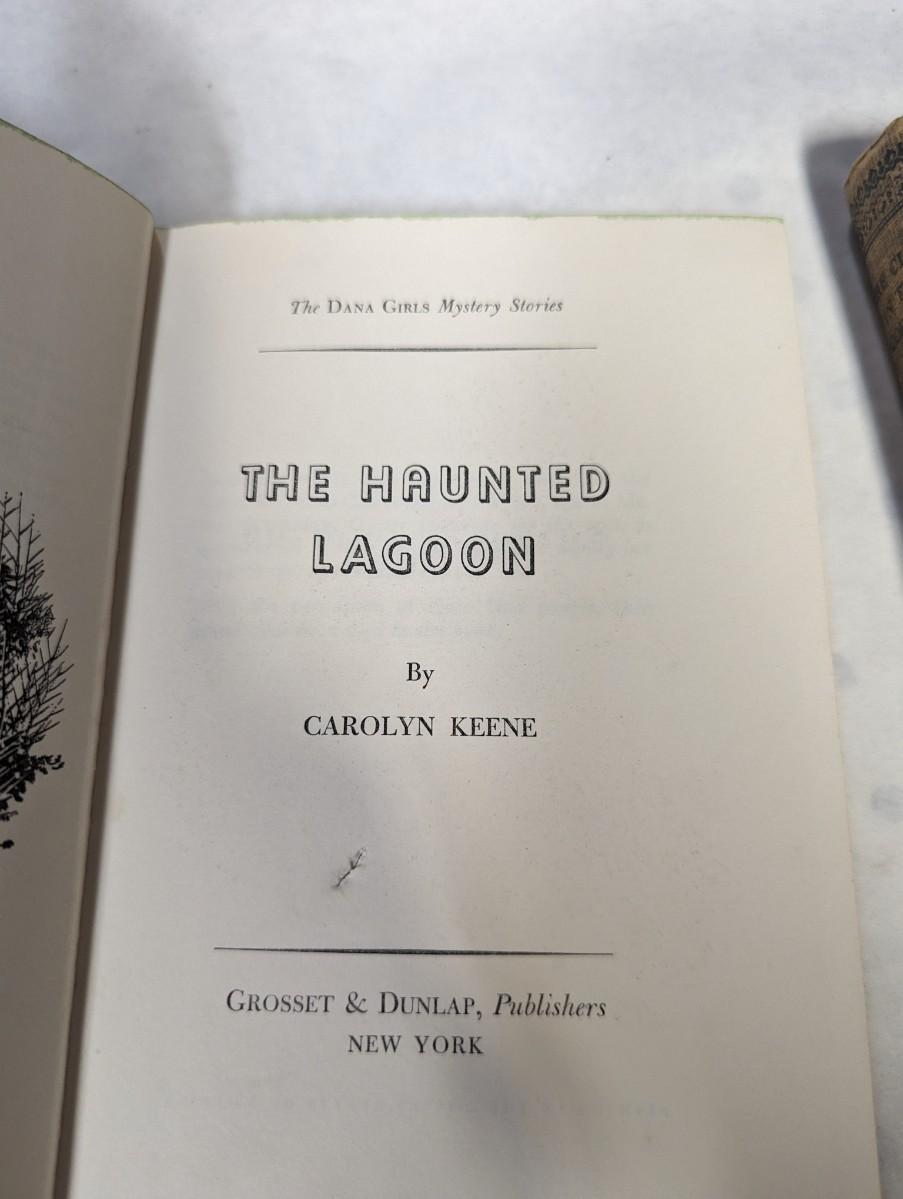 The Dana Girls Mystery Stories
THE HAUNTED
LAGOON
By
CAROLYN KEENE
Grosset & Dunlap, Publishers
NEW YORK